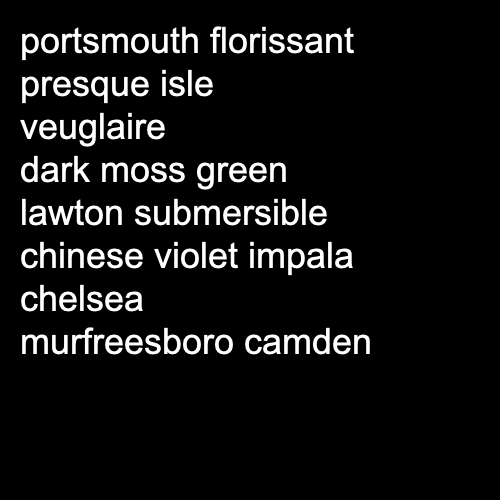 portsmouth florissant
presque isle
veuglaire
dark moss green
lawton submersible
chinese violet impala
chelsea
murfreesboro camden